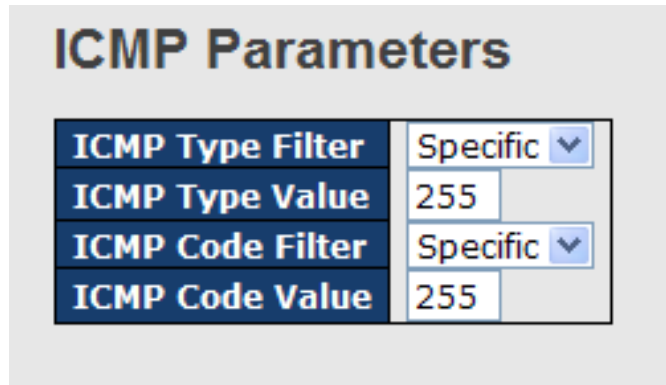 ICMP Parameters
ICMP Type Filter Specific
ICMP Type Value 255
ICMP Code Filter Specific
ICMP Code Value 255